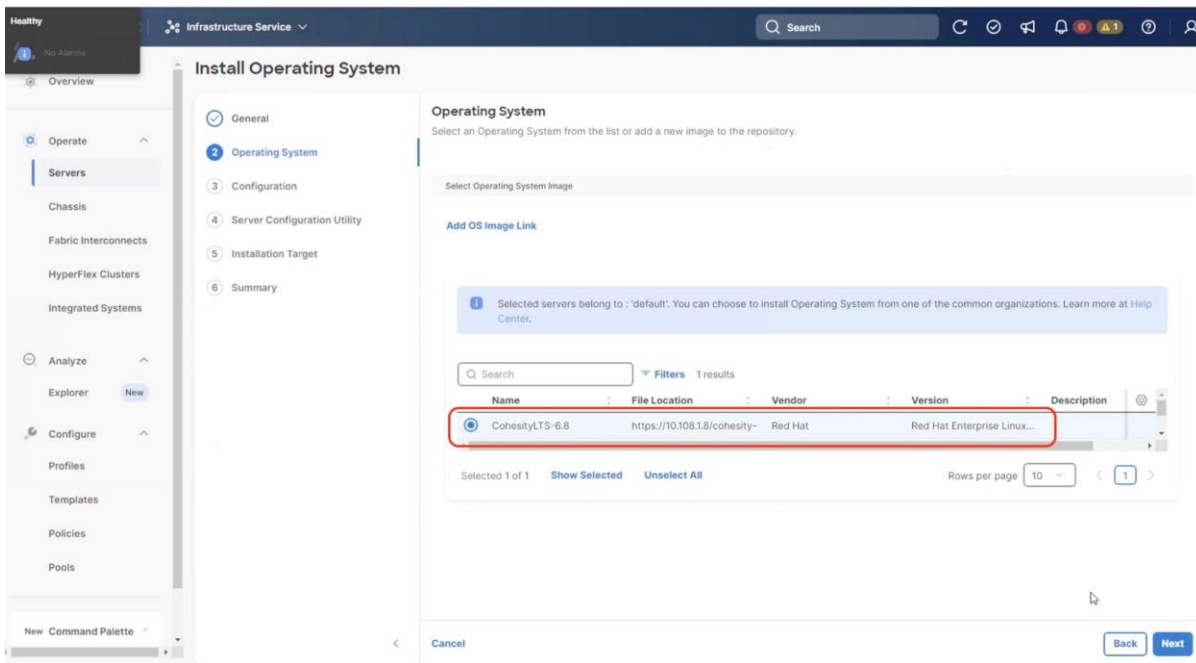 Healthy
No Alarms
Infrastructure Service
Search
0
1
Overview
Operate
Servers
Chassis
Fabric Interconnects
HyperFlex Clusters
Integrated Systems
Analyze
Explorer New
Configure
Profiles
Templates
Policies
Pools
New Command Palette
Install Operating System
General
2 Operating System
3 Configuration
4 Server Configuration Utility
5 Installation Target
6 Summary
Operating System
Select an Operating System from the list or add a new image to the repository.
Select Operating System Image
Add OS Image Link
Selected servers belong to : 'default'. You can choose to install Operating System from one of the common organizations. Learn more at Help
Center.
Search Filters 1 results
Name File Location Vendor Version Description
CohesityLTS-6.8 https://10.108.1.8/cohesity- Red Hat Red Hat Enterprise Linux...
Selected 1 of 1 Show Selected Unselect All Rows per page 10 1
Cancel Back Next